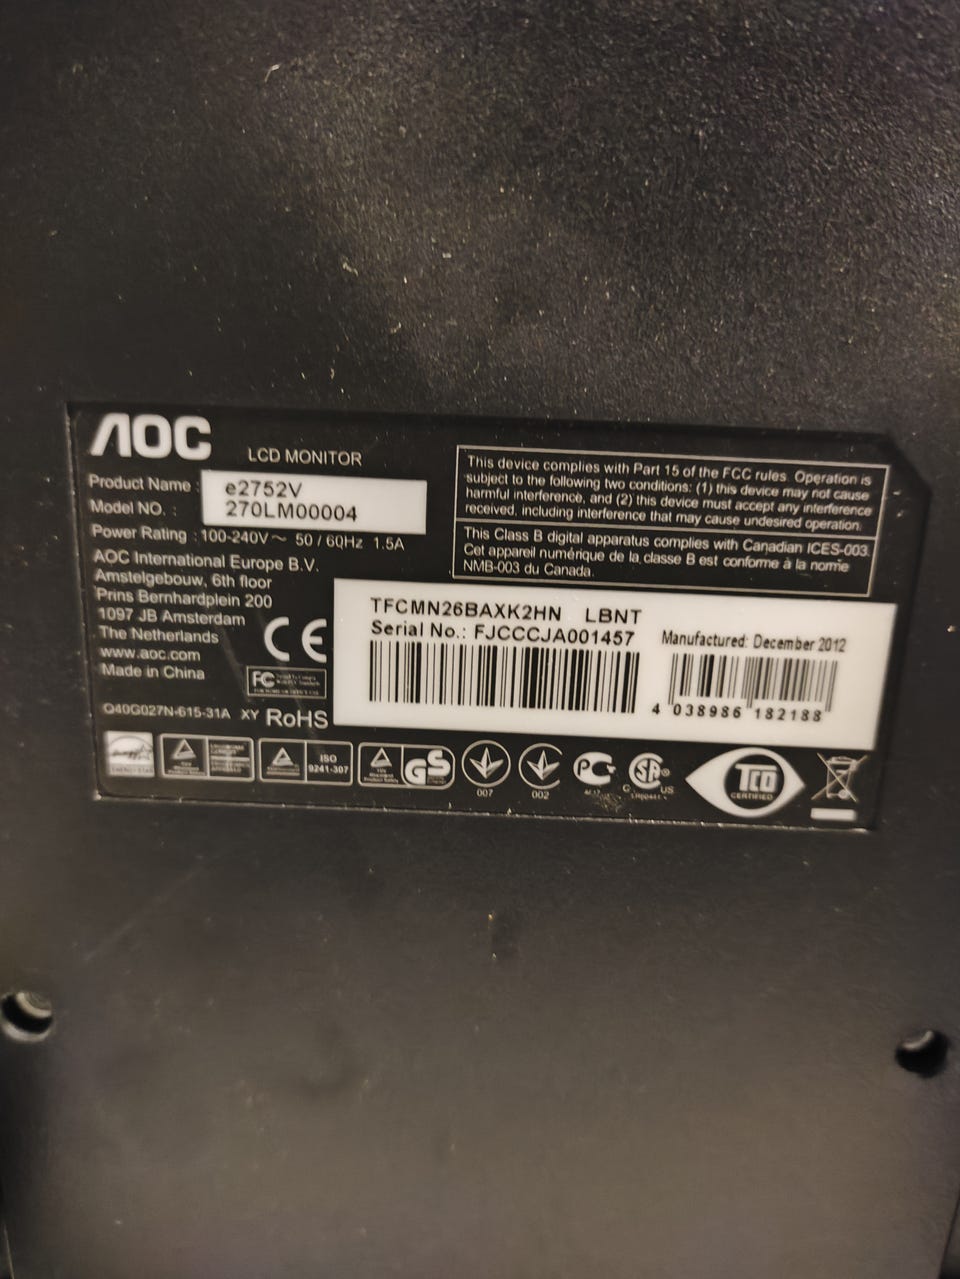 AOC
LCD MONITOR
Product Name : e2752V
Model NO. : 270LM00004
Power Rating : 100-240V~ 50 / 60Hz 1.5A
AOC International Europe B.V.
Amstelgebouw, 6th floor
Prins Bernhardplein 200
1097 JB Amsterdam
The Netherlands
www.aoc.com
Made in China
Q40G027N-615-31A XY RoHS
CE
FC
This device complies with Part 15 of the FCC rules. Operation is
subject to the following two conditions: (1) this device may not cause
harmful interference, and (2) this device must accept any interference
received, including interference that may cause undesired operation.
This Class B digital apparatus complies with Canadian ICES-003.
Cet appareil numérique de la classe B est conforme à la norme
NMB-003 du Canada.
TFCMN26BAXK2HN LBNT
Serial No.: FJCCCJA001457
Manufactured: December 2012
4 038986 182188
ISO
9241-307
GS
007
002
PC
C SA US
TCO
CERTIFIED